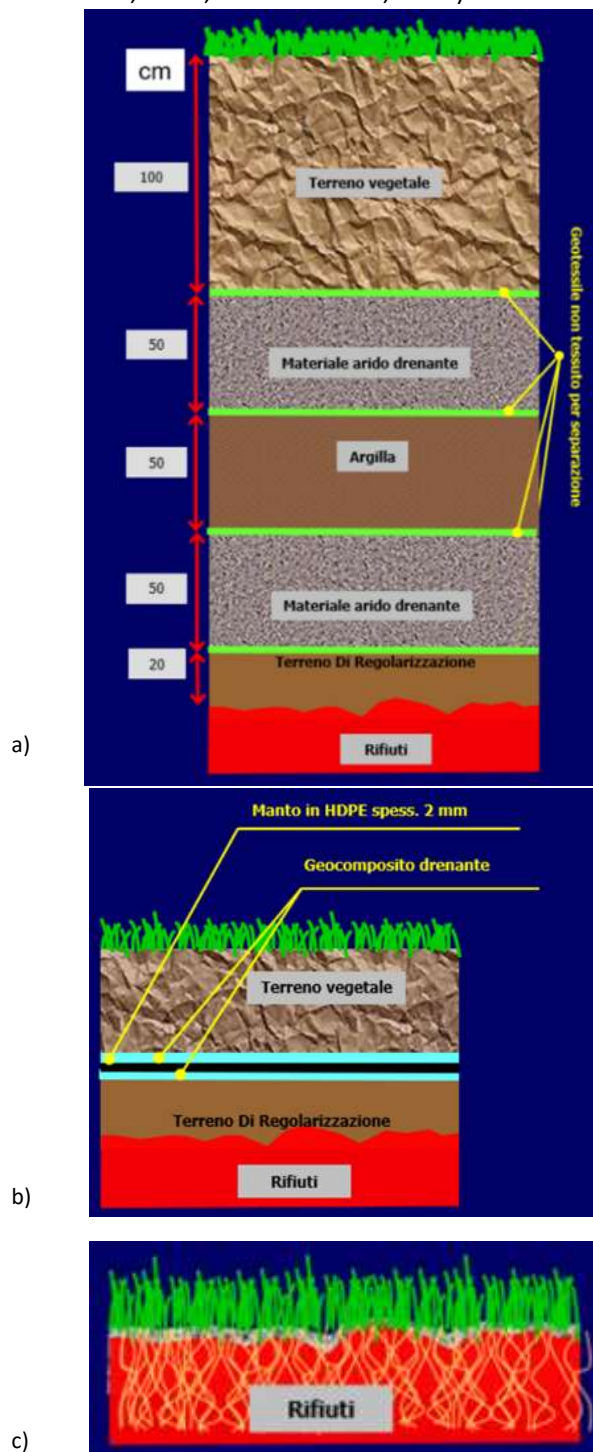 cm
100
Terreno vegetale
50
Materiale arido drenante
Geotessile non tessuto per separazione
50
Argilla
50
Materiale arido drenante
20
Terreno Di Regolarizzazione
Rifiuti
a)
Manto in HDPE spess. 2 mm
Geocomposito drenante
Terreno vegetale
Terreno Di Regolarizzazione
Rifiuti
b)
Rifiuti
c)